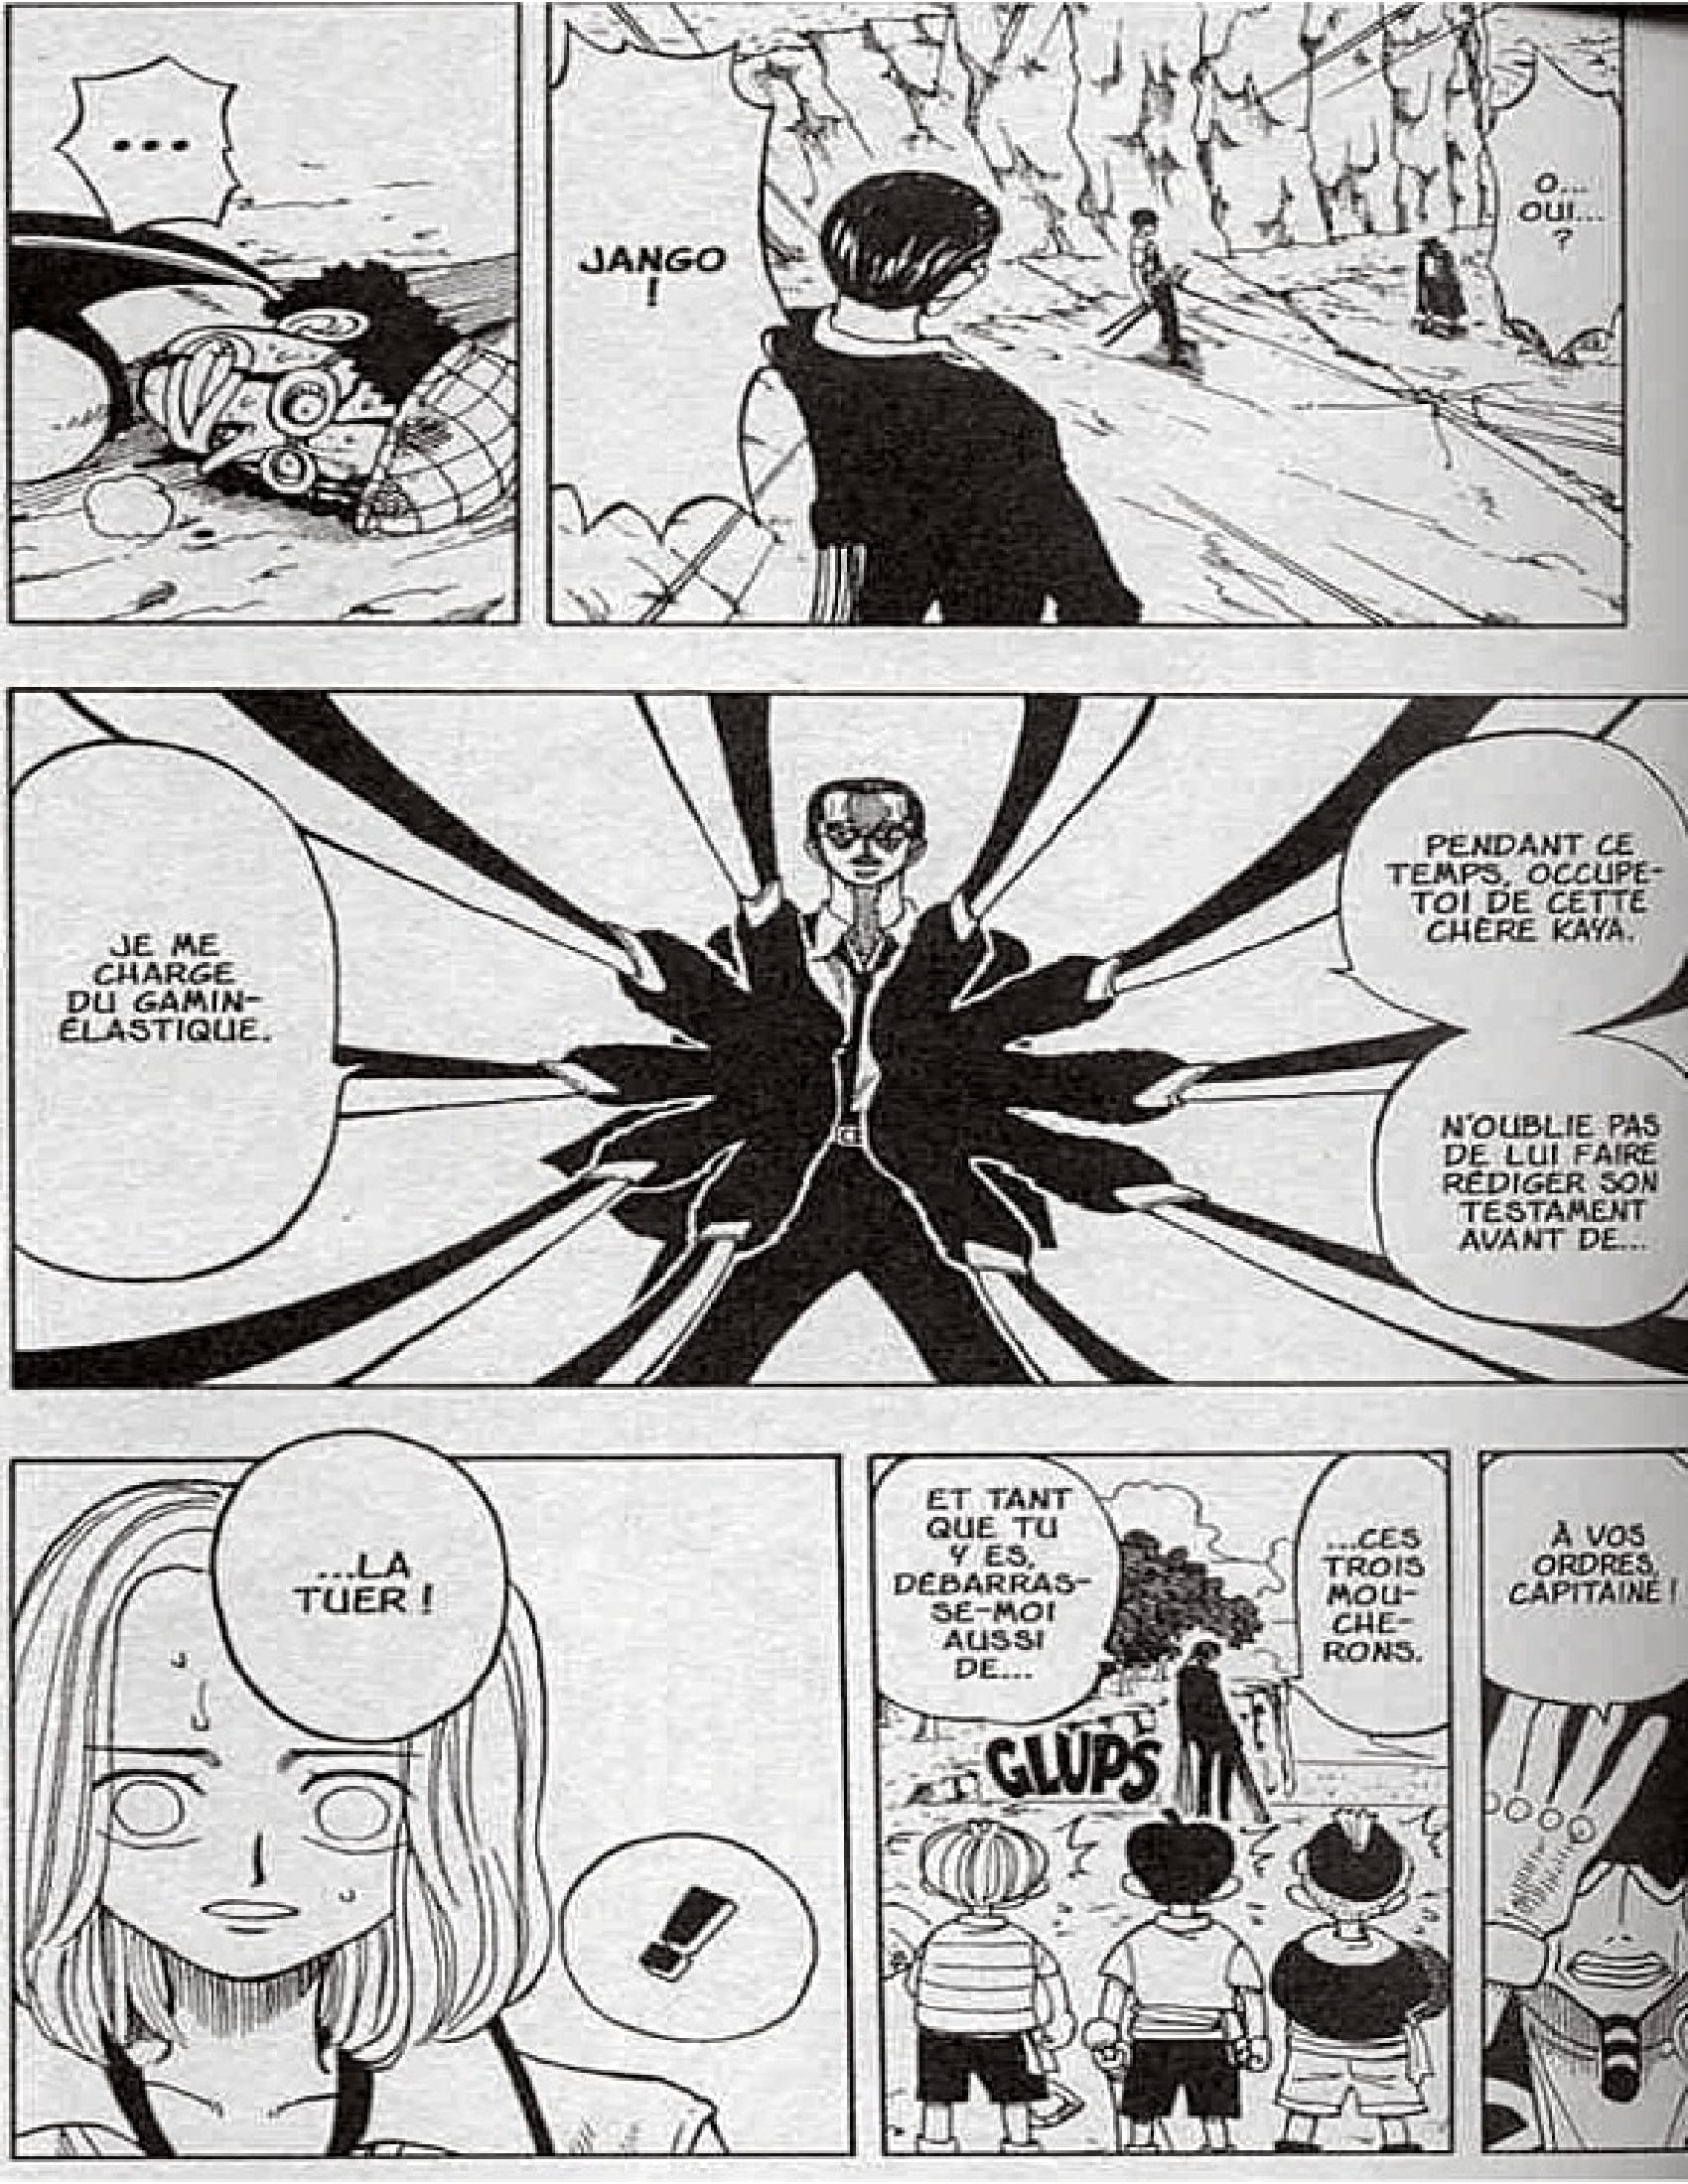 ...
JANGO
!
O...
OUI...
?
JE ME
CHARGE
DU GAMIN-
ÉLASTIQUE.
PENDANT CE
TEMPS, OCCUPE-
TOI DE CETTE
CHÈRE KAYA.
N'OUBLIE PAS
DE LUI FAIRE
RÉDIGER SON
TESTAMENT
AVANT DE...
...LA
TUER !
!
ET TANT
QUE TU
Y ES,
DÉBARRAS-
SE-MOI
AUSSI
DE...
...CES
TROIS
MOU-
CHE-
RONS.
GLUPS !!!
À VOS
ORDRES,
CAPITAINE !